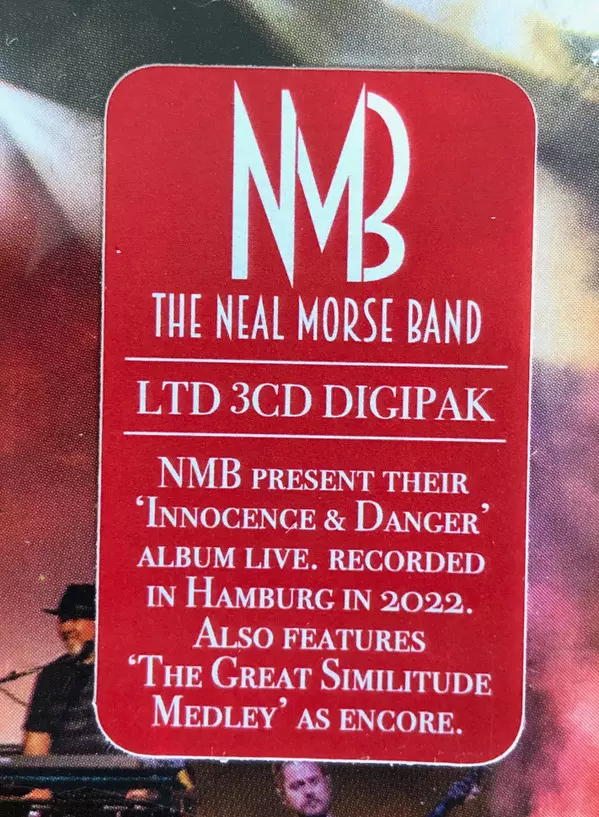 NMB
THE NEAL MORSE BAND
LTD 3CD DIGIPAK
NMB PRESENT THEIR
‘INNOCENCE & DANGER’
ALBUM LIVE. RECORDED
IN HAMBURG IN 2022.
ALSO FEATURES
‘THE GREAT SIMILITUDE
MEDLEY’ AS ENCORE.